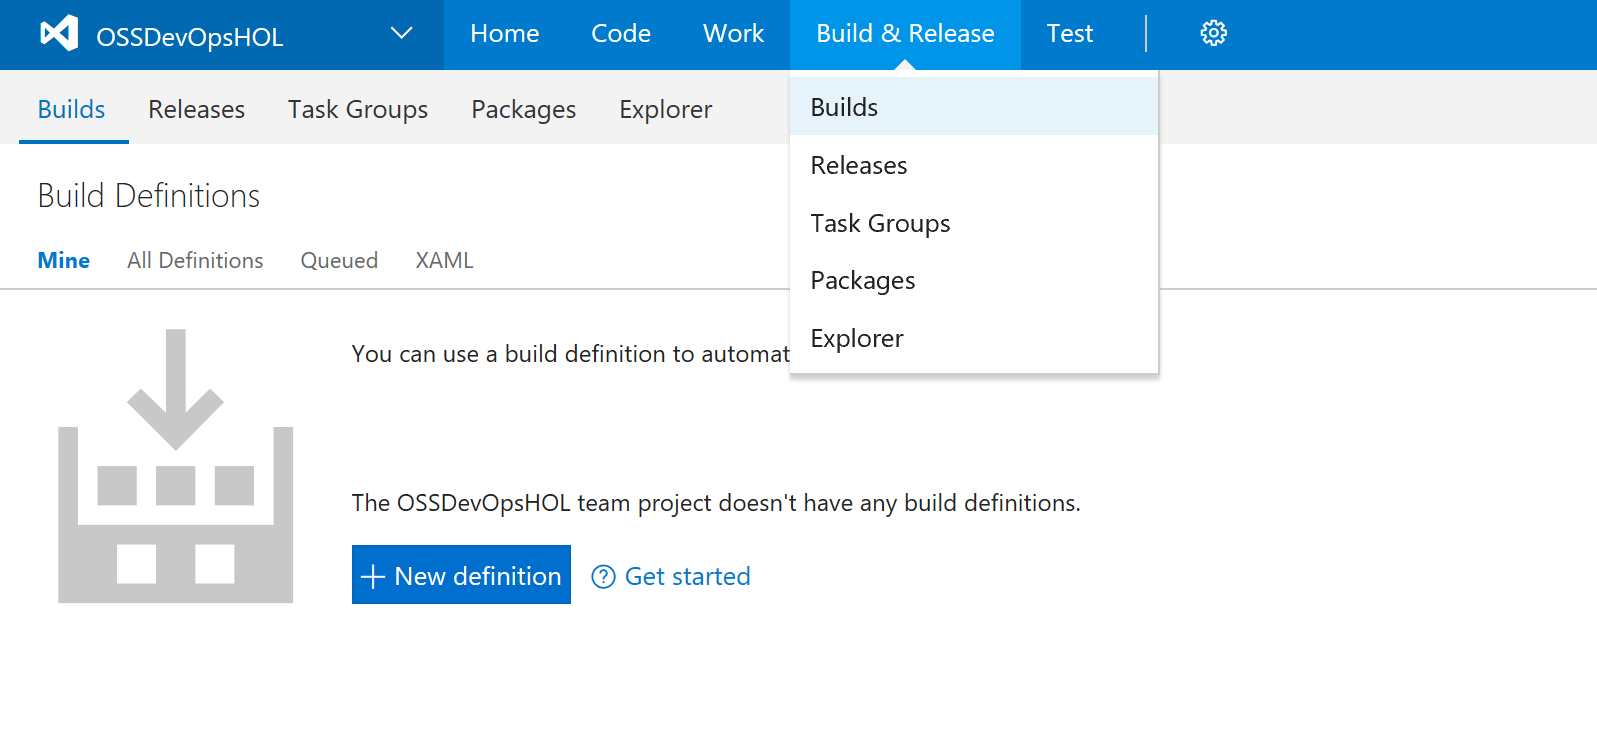 OSSDevOpsHOL Home Code Work Build & Release Test
Builds Releases Task Groups Packages Explorer
Builds
Releases
Task Groups
Packages
Explorer
Build Definitions
Mine All Definitions Queued XAML
You can use a build definition to automat
The OSSDevOpsHOL team project doesn't have any build definitions.
New definition Get started